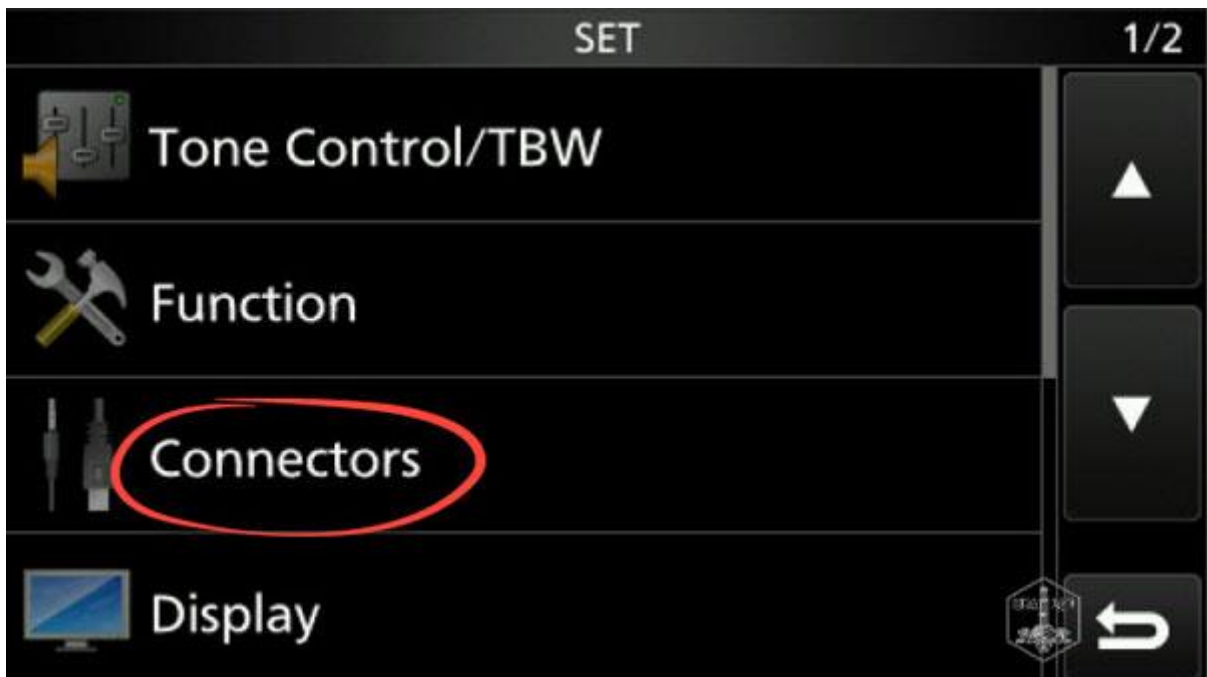 SET 1/2
Tone Control/TBW
Function
Connectors
Display